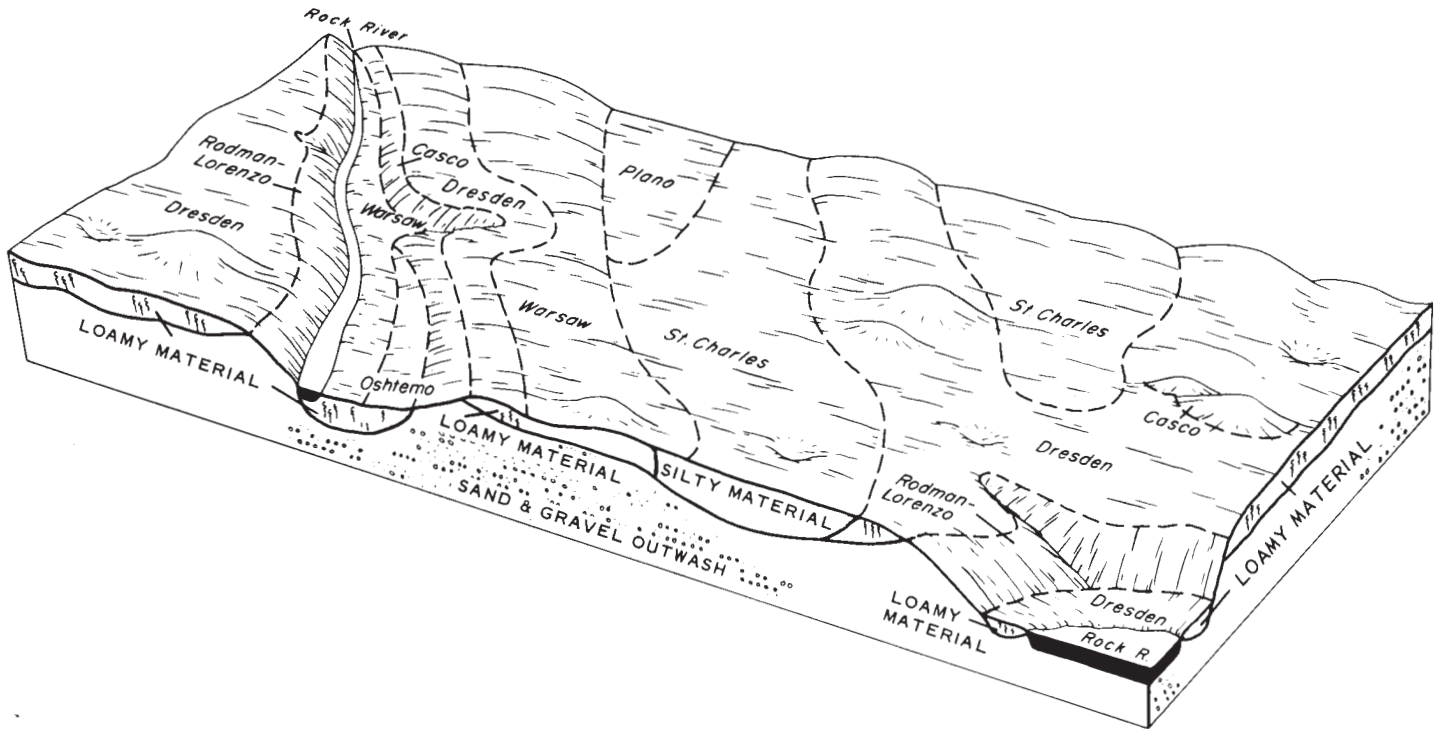 Rock River
Rodman-
Lorenzo
Dresden
Casco
Dresden
Warsaw
Plano
Warsaw
St. Charles
St. Charles
Casco
Dresden
Rodman-
Lorenzo
Oshtemo
LOAMY MATERIAL
LOAMY MATERIAL
SILTY MATERIAL
SAND & GRAVEL OUTWASH
LOAMY
MATERIAL
Dresden
Rock R.
LOAMY MATERIAL